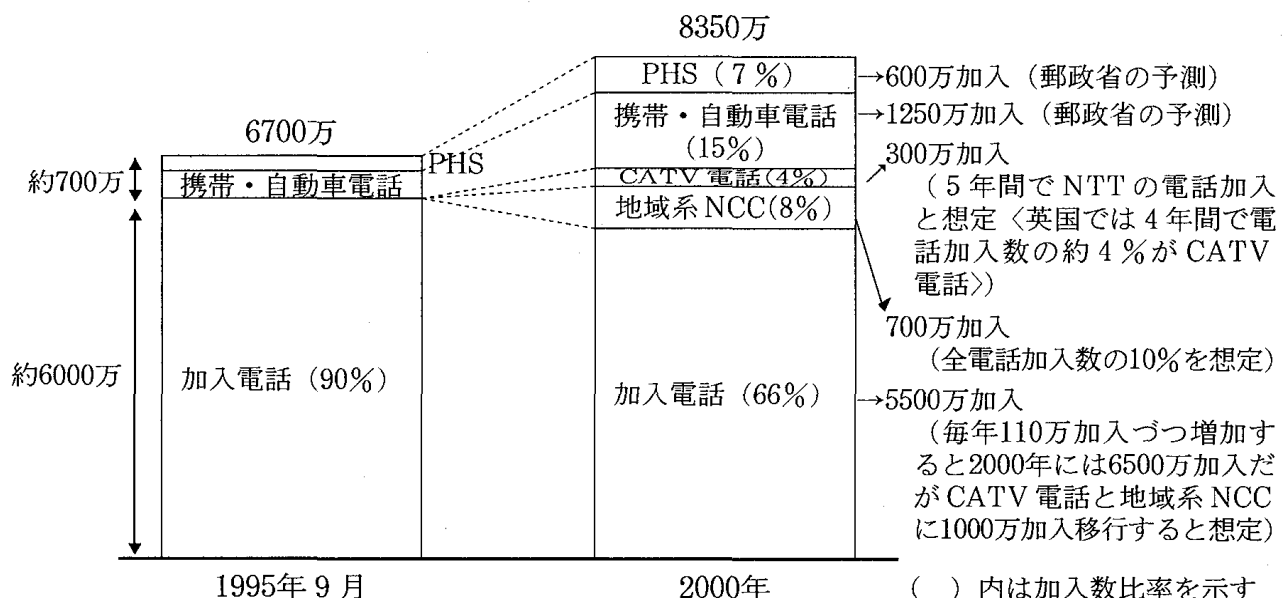 8350万
PHS（7％）
→600万加入（郵政省の予測）
携帯・自動車電話
(15％)
→1250万加入（郵政省の予測）
6700万
PHS
約700万
携帯・自動車電話
CATV 電話(4％)
300万加入
（5年間でNTTの電話加入
と想定〈英国では4年間で電
話加入数の約4％がCATV
電話〉）
地域系 NCC(8％)
700万加入
（全電話加入数の10％を想定）
約6000万
加入電話（90％）
加入電話（66％）
→5500万加入
（毎年110万加入づつ増加す
ると2000年には6500万加入だ
がCATV 電話と地域系 NCC
に1000万加入移行すると想定）
1995年9月
2000年
（　）内は加入数比率を示す